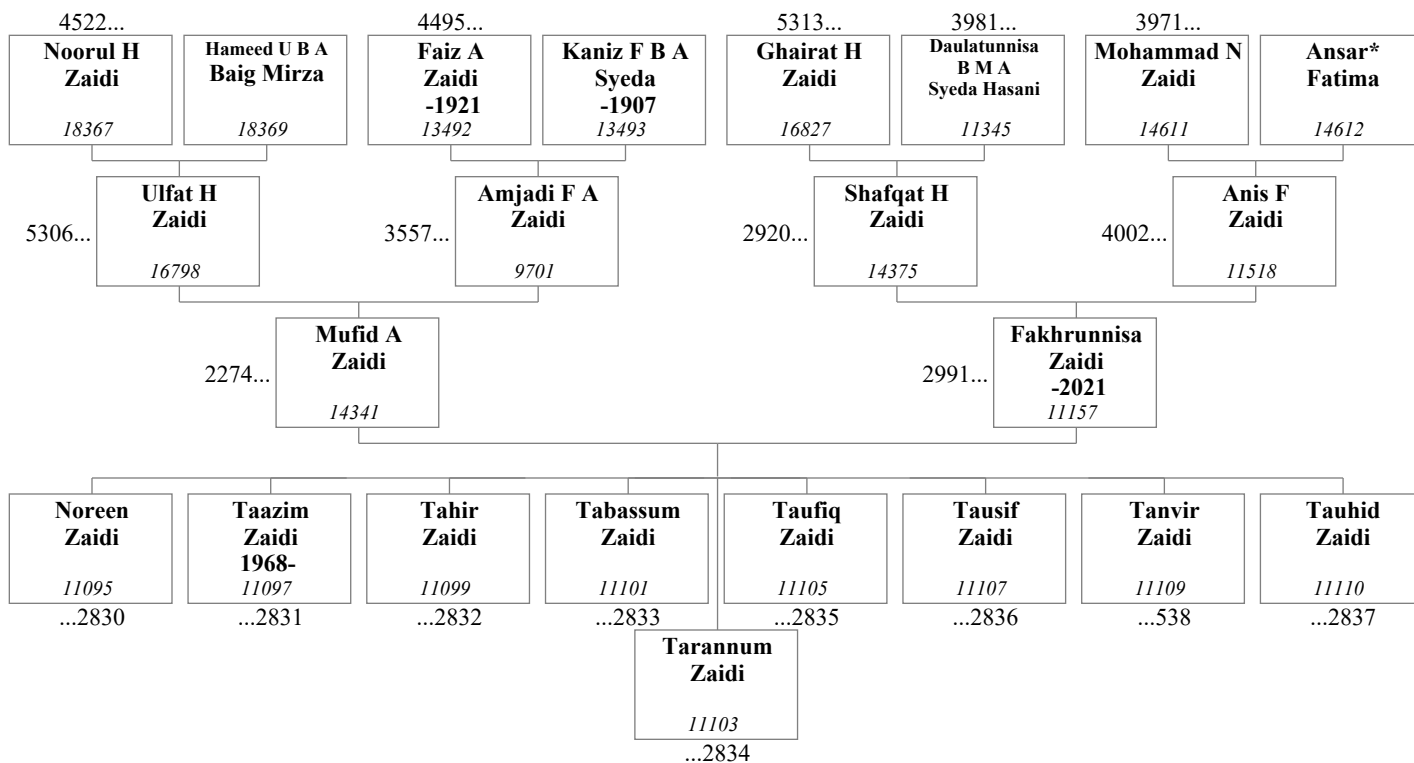 4522...
4495...
5313...
3981...
3971...
Noorul H
Zaidi
18367
Hameed U B A
Baig Mirza
18369
Faiz A
Zaidi
-1921
13492
Kaniz F B A
Syeda
-1907
13493
Ghairat H
Zaidi
16827
Daulatunnisa
B M A
Syeda Hasani
11345
Mohammad N
Zaidi
14611
Ansar*
Fatima
14612
5306...
Ulfat H
Zaidi
16798
3557...
Amjadi F A
Zaidi
9701
2920...
Shafqat H
Zaidi
14375
4002...
Anis F
Zaidi
11518
2274...
Mufid A
Zaidi
14341
2991...
Fakhrunnisa
Zaidi
-2021
11157
Noreen
Zaidi
11095
...2830
Taazim
Zaidi
1968-
11097
...2831
Tahir
Zaidi
11099
...2832
Tabassum
Zaidi
11101
...2833
Taufiq
Zaidi
11105
...2835
Tausif
Zaidi
11107
...2836
Tanvir
Zaidi
11109
...538
Tauhid
Zaidi
11110
...2837
Tarannum
Zaidi
11103
...2834